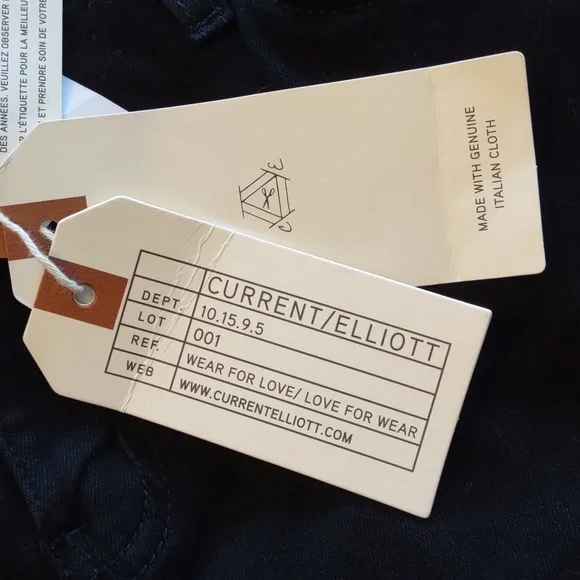 DES ANNÉES. VEUILLEZ OBSERVER
L'ÉTIQUETTE POUR LA MEILLEU
ET PRENDRE SOIN DE VOTRE
MADE WITH GENUINE
ITALIAN CLOTH
CURRENT/ELLIOTT
DEPT. 10.15.9.5
LOT 001
REF. WEAR FOR LOVE/ LOVE FOR WEAR
WEB WWW.CURRENTELLIOTT.COM